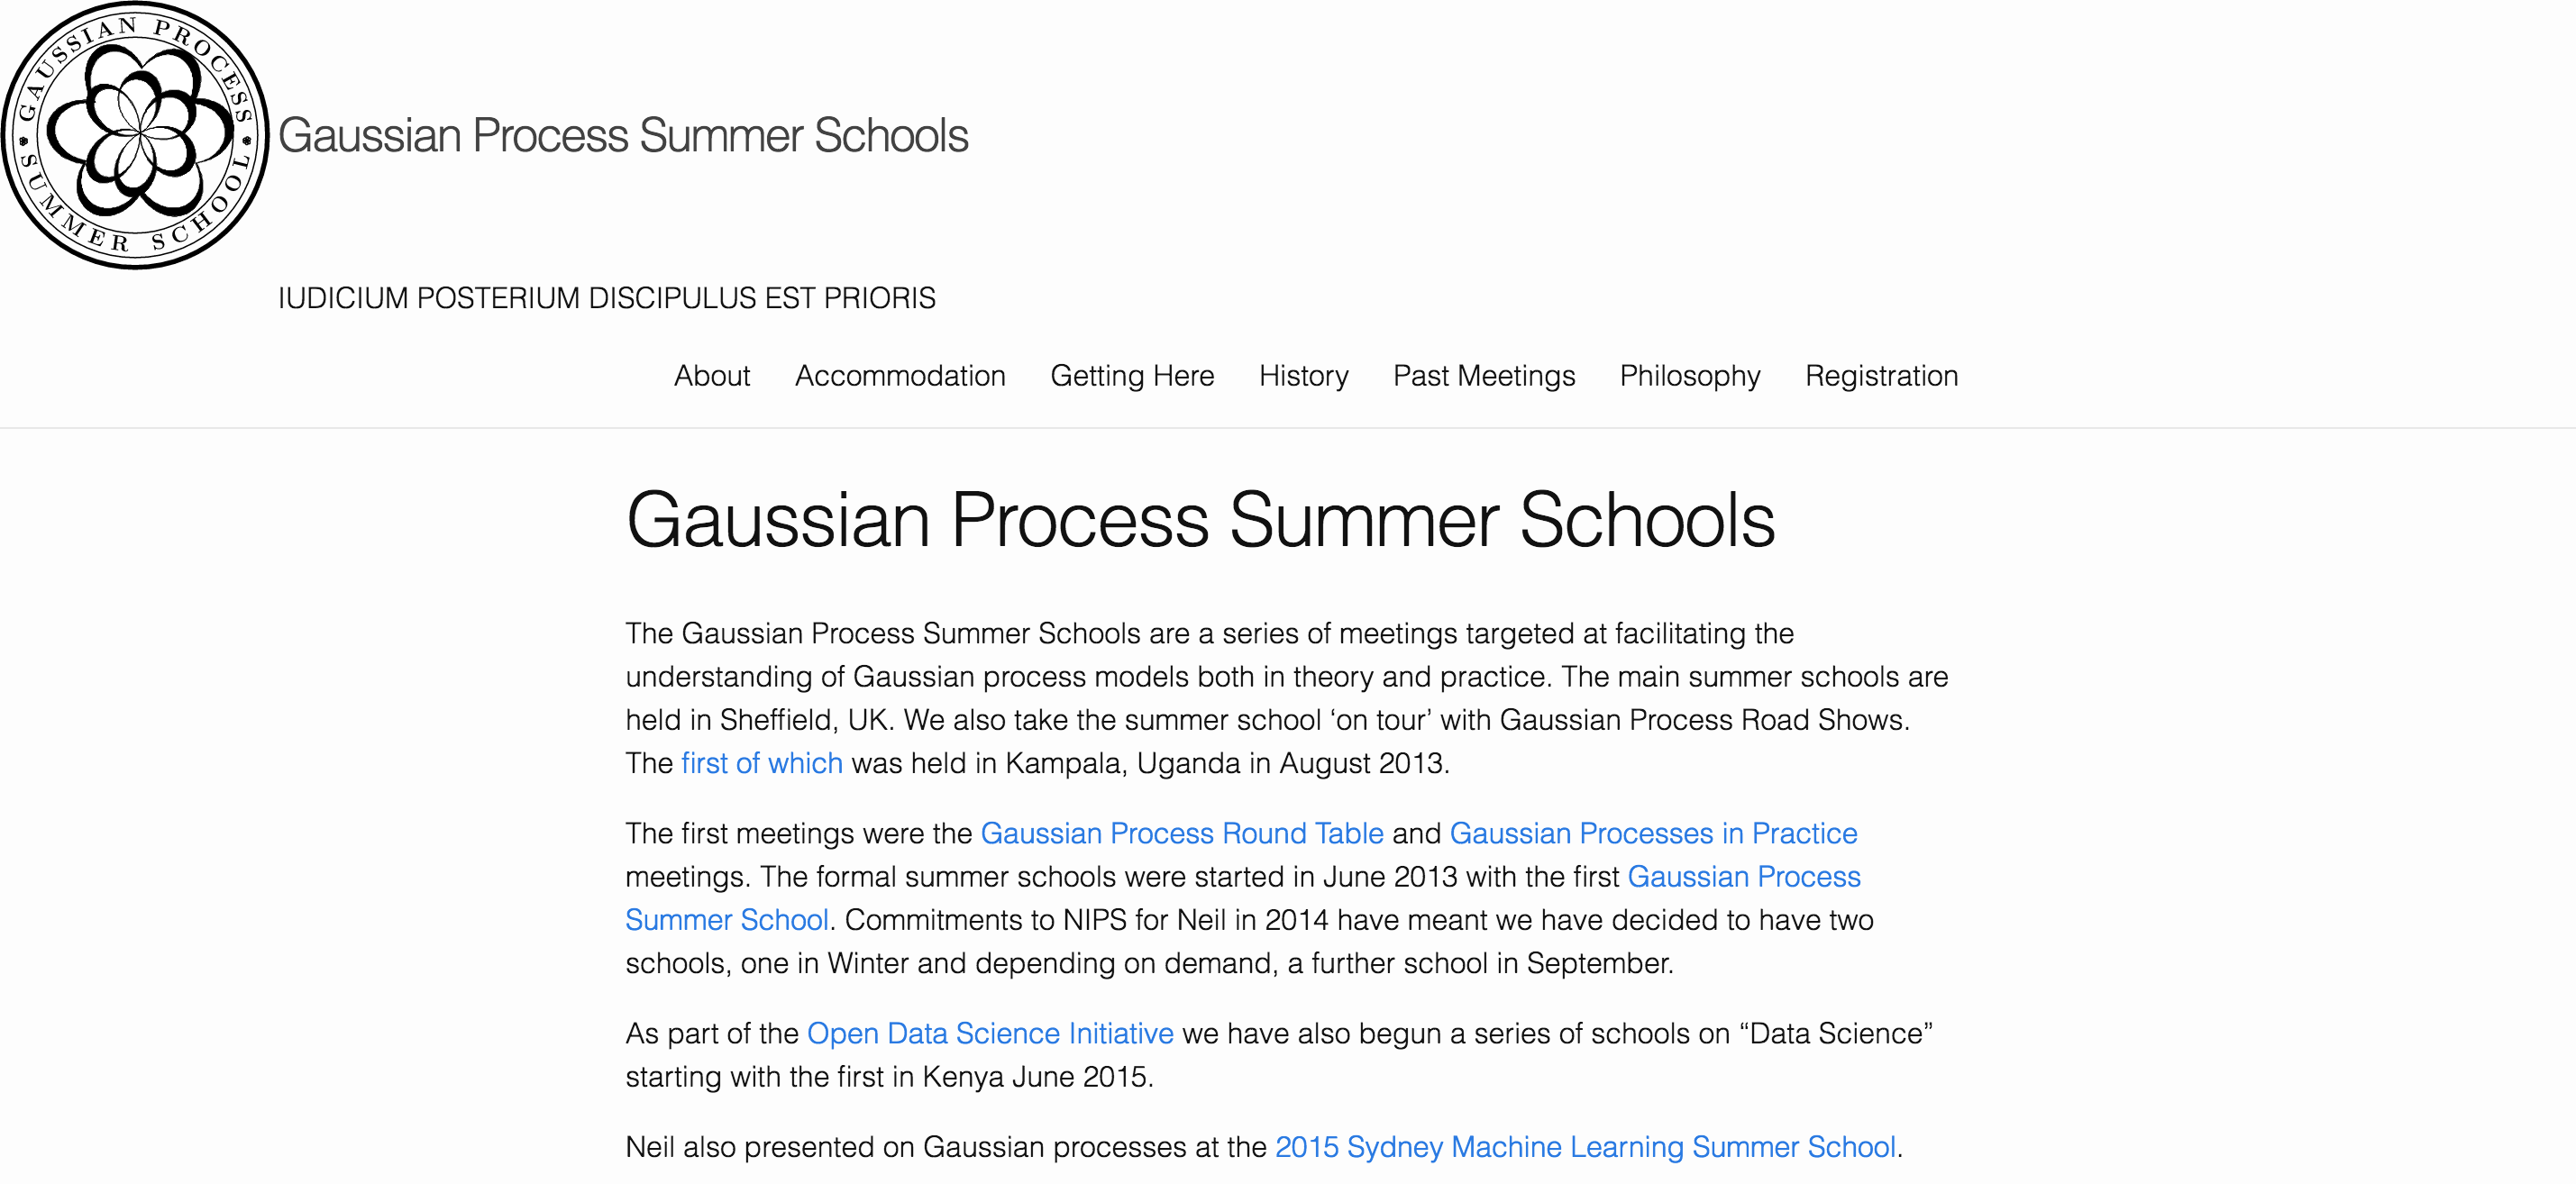 GAUSSIAN PROCESS
SUMMER SCHOOL
Gaussian Process Summer Schools
IUDICIUM POSTERIUM DISCIPULUS EST PRIORIS
About Accommodation Getting Here History Past Meetings Philosophy Registration
Gaussian Process Summer Schools
The Gaussian Process Summer Schools are a series of meetings targeted at facilitating the
understanding of Gaussian process models both in theory and practice. The main summer schools are
held in Sheffield, UK. We also take the summer school ‘on tour’ with Gaussian Process Road Shows.
The first of which was held in Kampala, Uganda in August 2013.
The first meetings were the Gaussian Process Round Table and Gaussian Processes in Practice
meetings. The formal summer schools were started in June 2013 with the first Gaussian Process
Summer School. Commitments to NIPS for Neil in 2014 have meant we have decided to have two
schools, one in Winter and depending on demand, a further school in September.
As part of the Open Data Science Initiative we have also begun a series of schools on “Data Science”
starting with the first in Kenya June 2015.
Neil also presented on Gaussian processes at the 2015 Sydney Machine Learning Summer School.